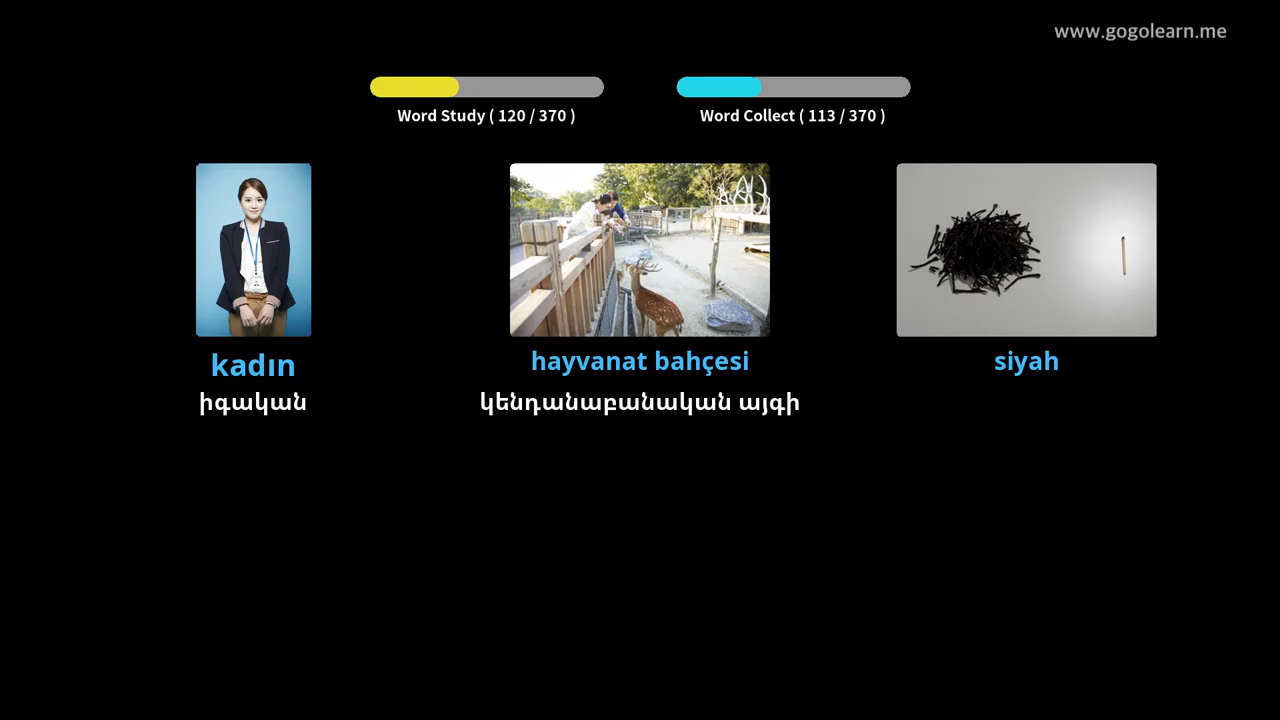 www.gogolearn.me
Word Study ( 120 / 370 )
Word Collect ( 113 / 370 )
kadın
իգական
hayvanat bahçesi
կենդանաբանական այգի
siyah